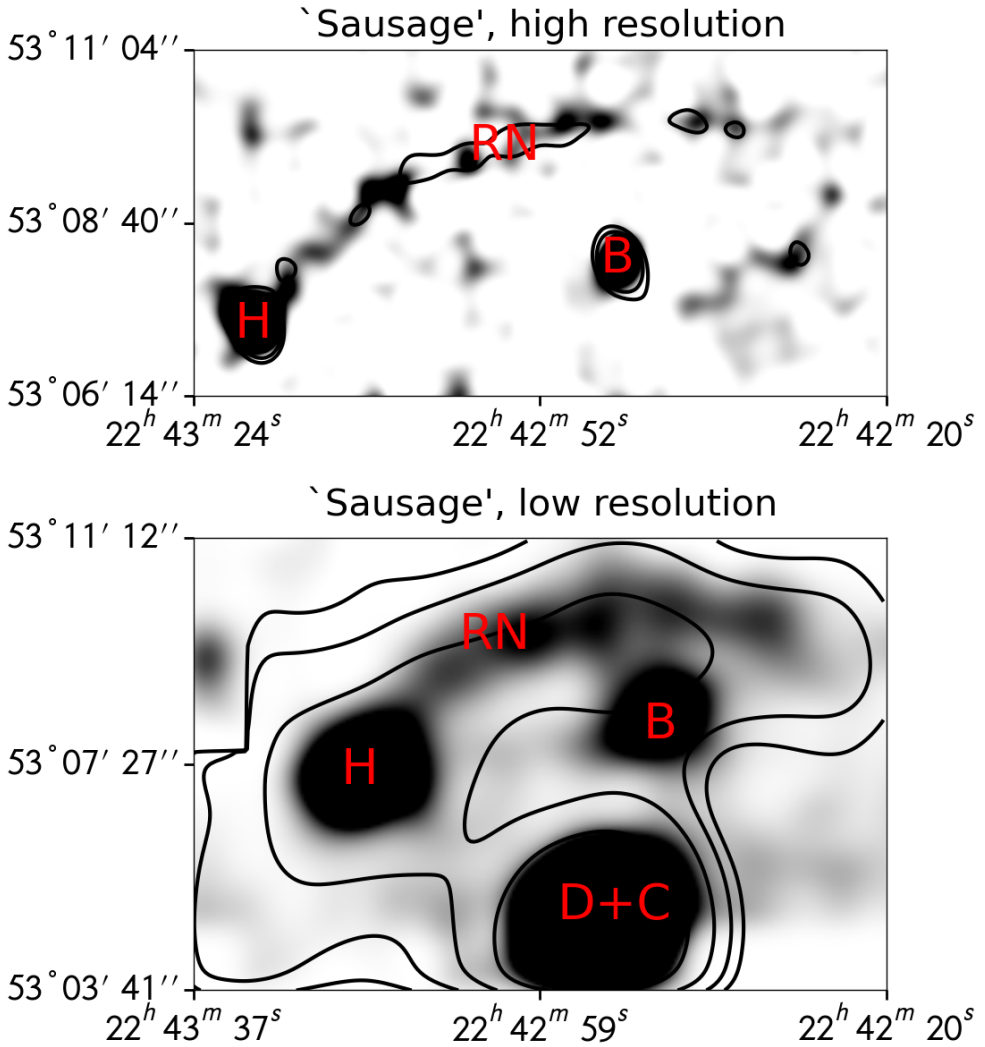 `Sausage', high resolution
53°11′ 04′′
RN
53°08′ 40′′
B
H
53°06′ 14′′
22ʰ 43ᵐ 24ˢ 22ʰ 42ᵐ 52ˢ 22ʰ 42ᵐ 20ˢ
`Sausage', low resolution
53°11′ 12′′
RN
B
53°07′ 27′′
H
D+C
53°03′ 41′′
22ʰ 43ᵐ 37ˢ 22ʰ 42ᵐ 59ˢ 22ʰ 42ᵐ 20ˢ